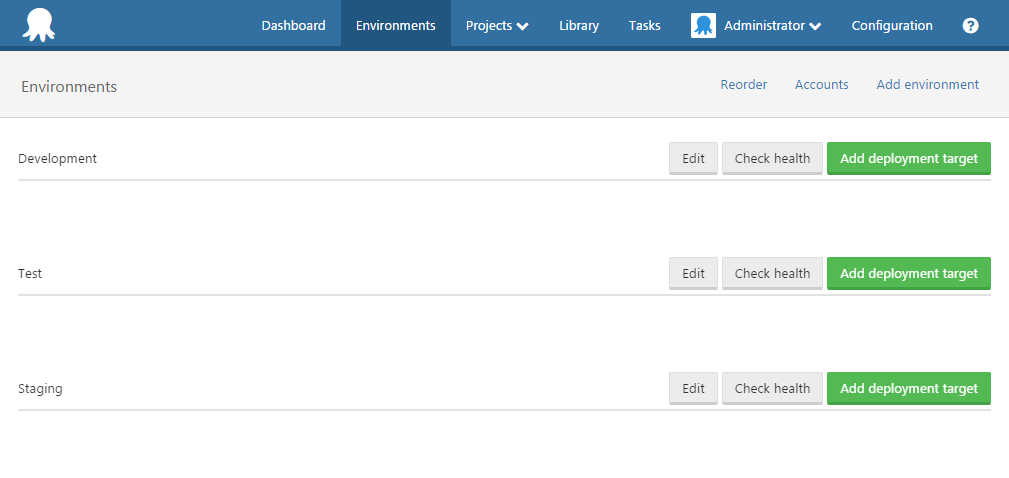 Dashboard Environments Projects Library Tasks Administrator Configuration ?
Environments Reorder Accounts Add environment
Development Edit Check health Add deployment target
Test Edit Check health Add deployment target
Staging Edit Check health Add deployment target